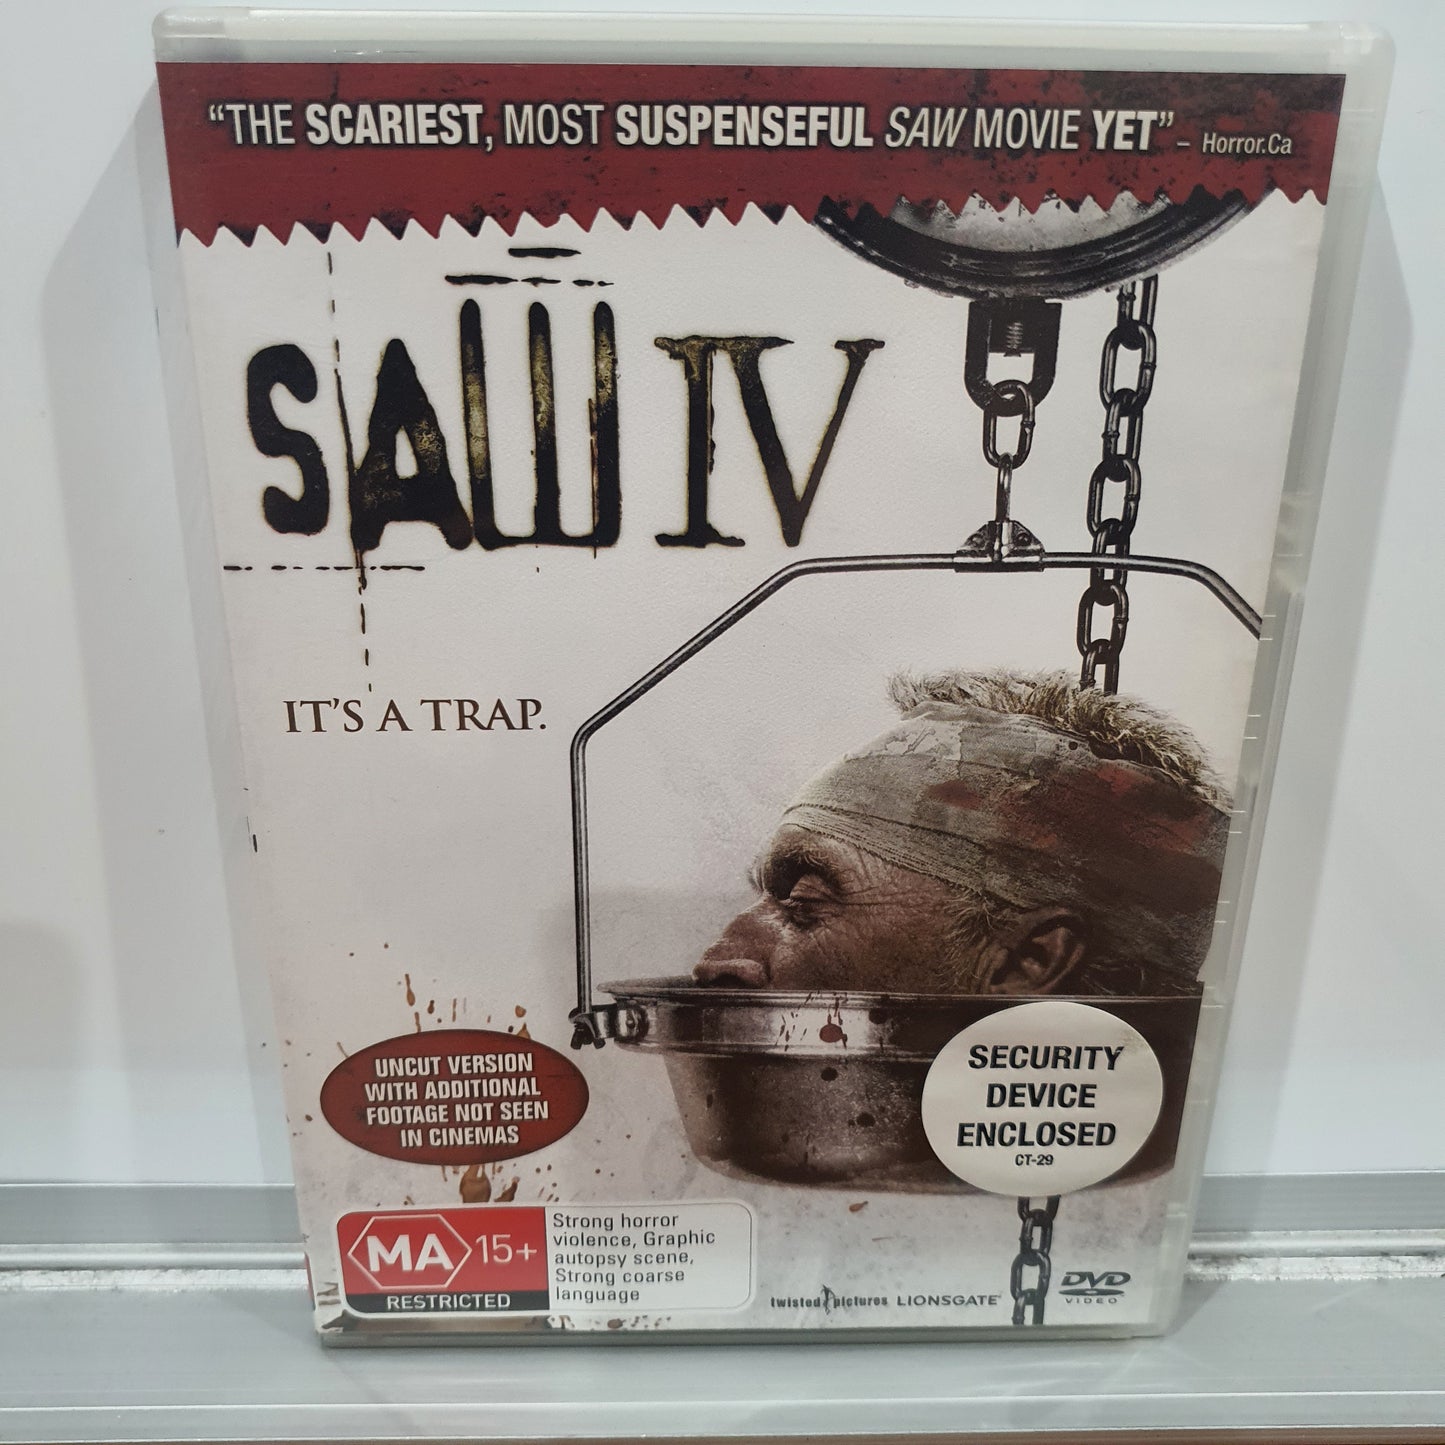 “THE SCARIEST, MOST SUSPENSEFUL SAW MOVIE YET” – Horror.Ca
SAW IV
IT'S A TRAP.
UNCUT VERSION
WITH ADDITIONAL
FOOTAGE NOT SEEN
IN CINEMAS
SECURITY
DEVICE
ENCLOSED
CT-29
MA 15+
RESTRICTED
Strong horror
violence, Graphic
autopsy scene,
Strong coarse
language
twisted pictures LIONSGATE
DVD
VIDEO